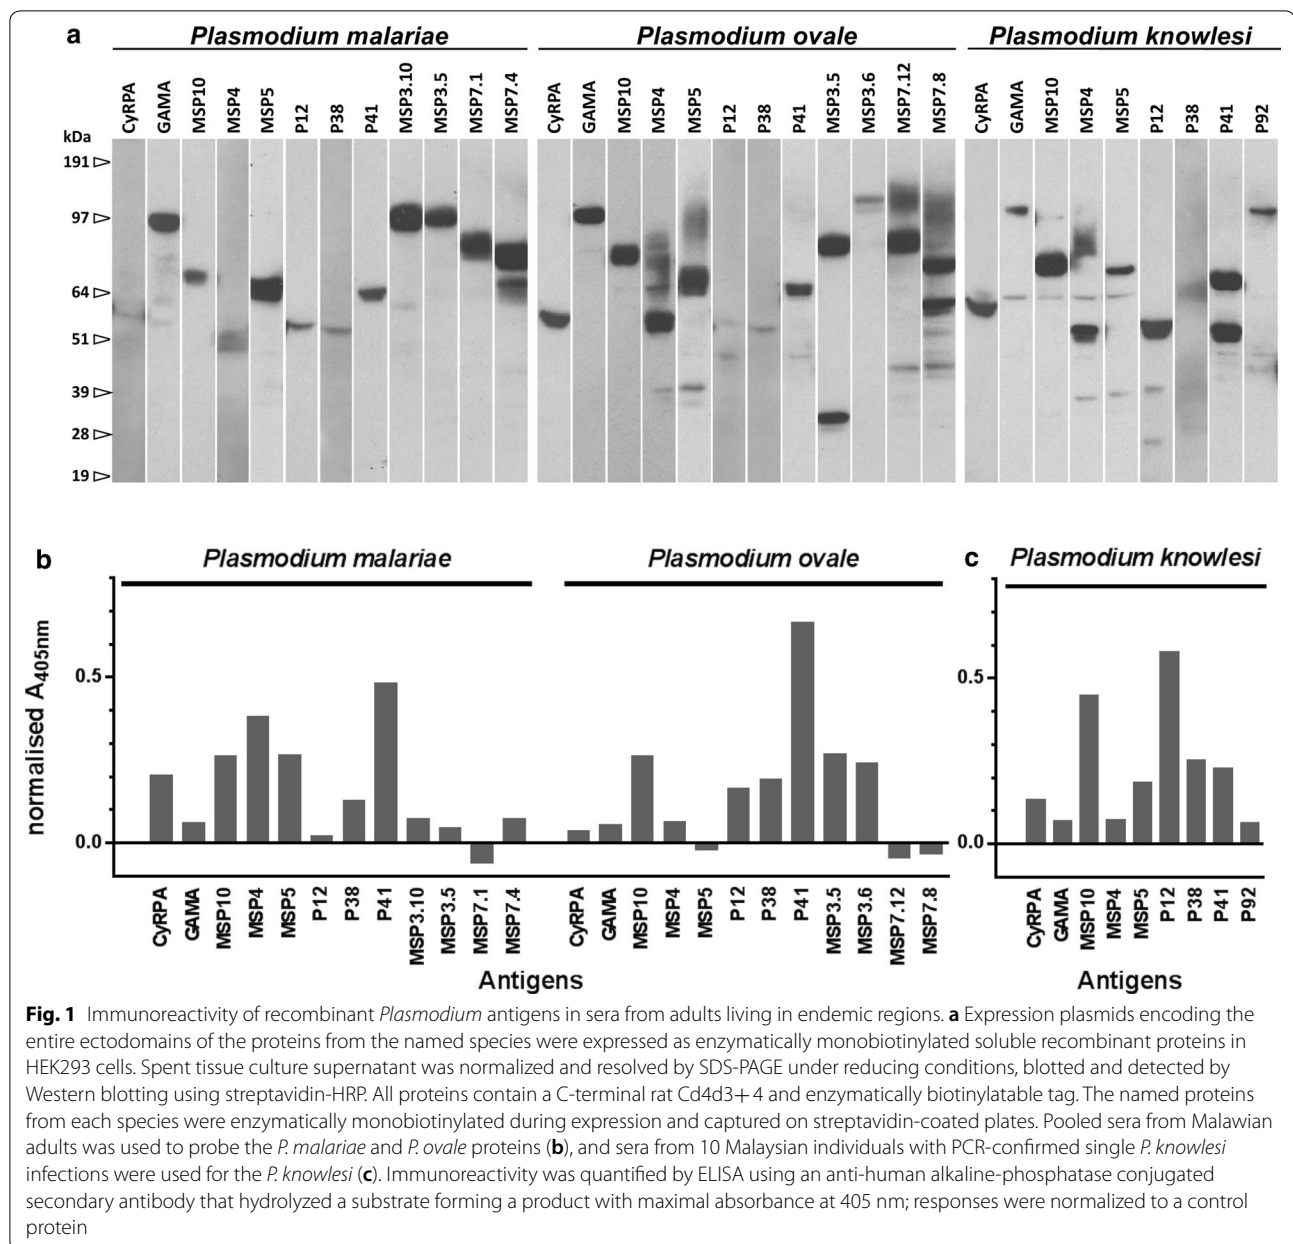 a
Plasmodium malariae Plasmodium ovale Plasmodium knowlesi
CyRPA GAMA MSP10 MSP4 MSP5 P12 P38 P41 MSP3.10 MSP3.5 MSP7.1 MSP7.4 CyRPA GAMA MSP10 MSP4 MSP5 P12 P38 P41 MSP3.5 MSP3.6 MSP7.12 MSP7.8 CyRPA GAMA MSP10 MSP4 MSP5 P12 P38 P41 P92
kDa
191
97
64
51
39
28
19
b Plasmodium malariae Plasmodium ovale c Plasmodium knowlesi
normalised A405nm
0.5 0.5
0.0 0.0
CyRPA GAMA MSP10 MSP4 MSP5 P12 P38 P41 MSP3.10 MSP3.5 MSP7.1 MSP7.4 CyRPA GAMA MSP10 MSP4 MSP5 P12 P38 P41 MSP3.5 MSP3.6 MSP7.12 MSP7.8 CyRPA GAMA MSP10 MSP4 MSP5 P12 P38 P41 P92
Antigens Antigens
Fig. 1 Immunoreactivity of recombinant Plasmodium antigens in sera from adults living in endemic regions. a Expression plasmids encoding the
entire ectodomains of the proteins from the named species were expressed as enzymatically monobiotinylated soluble recombinant proteins in
HEK293 cells. Spent tissue culture supernatant was normalized and resolved by SDS-PAGE under reducing conditions, blotted and detected by
Western blotting using streptavidin-HRP. All proteins contain a C-terminal rat Cd4d3+4 and enzymatically biotinylatable tag. The named proteins
from each species were enzymatically monobiotinylated during expression and captured on streptavidin-coated plates. Pooled sera from Malawian
adults was used to probe the P. malariae and P. ovale proteins (b), and sera from 10 Malaysian individuals with PCR-confirmed single P. knowlesi
infections were used for the P. knowlesi (c). Immunoreactivity was quantified by ELISA using an anti-human alkaline-phosphatase conjugated
secondary antibody that hydrolyzed a substrate forming a product with maximal absorbance at 405 nm; responses were normalized to a control
protein